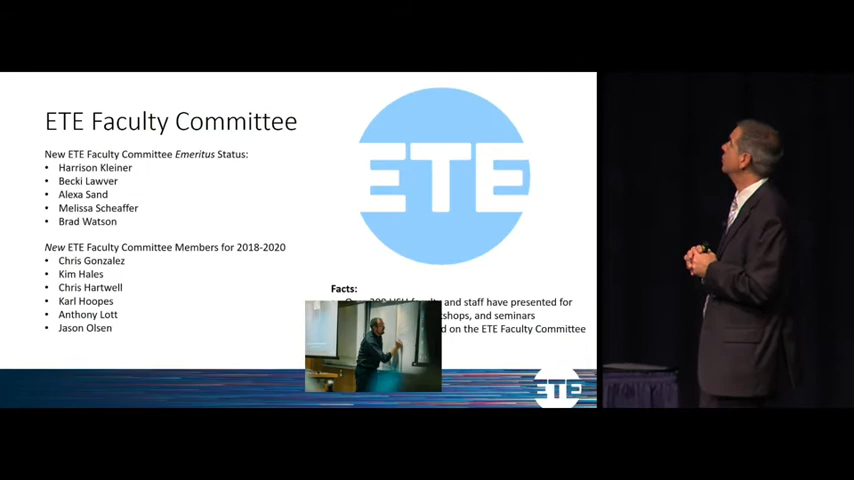 ETE Faculty Committee
New ETE Faculty Committee Emeritus Status:
• Harrison Kleiner
• Becki Lawver
• Alexa Sand
• Melissa Scheaffer
• Brad Watson
New ETE Faculty Committee Members for 2018-2020
• Chris Gonzalez
• Kim Hales
• Chris Hartwell
• Karl Hoopes
• Anthony Lott
• Jason Olsen
ETE
Facts:
and staff have presented for
and seminars
on the ETE Faculty Committee
ETE